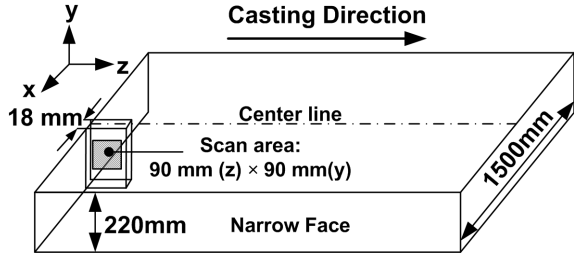 Casting Direction
y
z
x
18 mm
Center line
Scan area:
90 mm (z) × 90 mm(y)
1500mm
220mm
Narrow Face